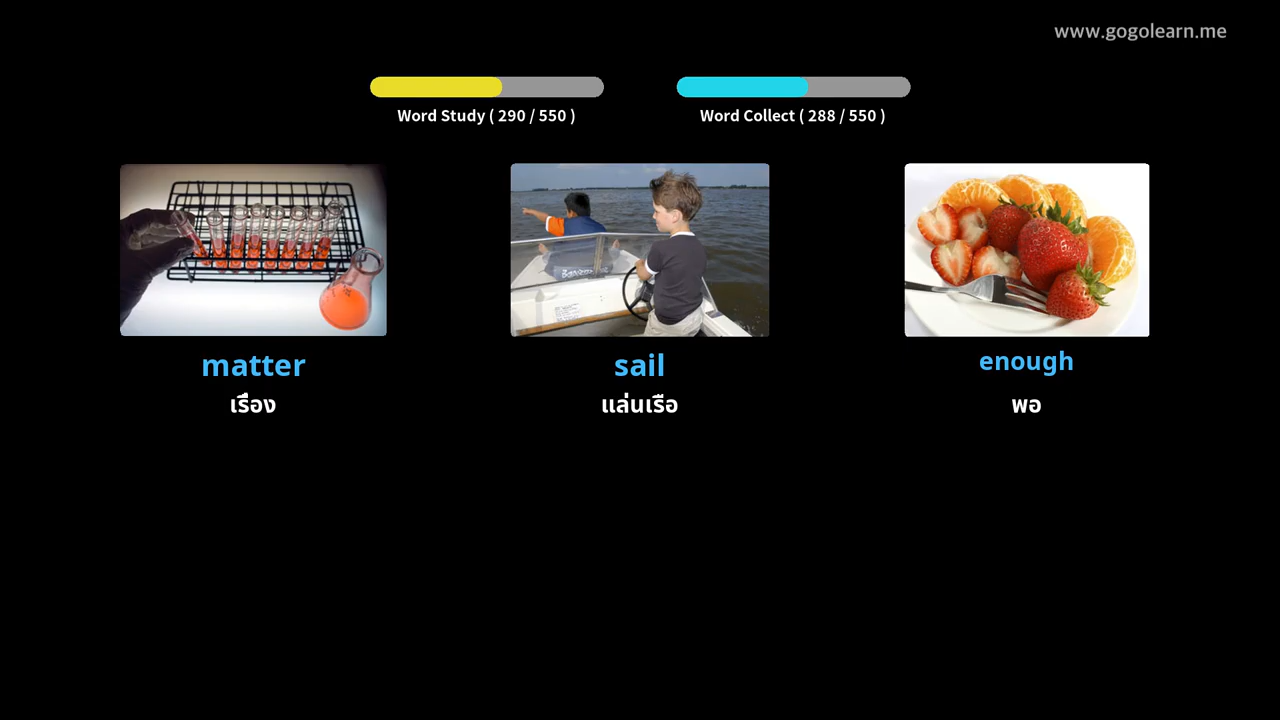 www.gogolearn.me
Word Study ( 290 / 550 )
Word Collect ( 288 / 550 )
matter
เรื่อง
sail
แล่นเรือ
enough
พอ